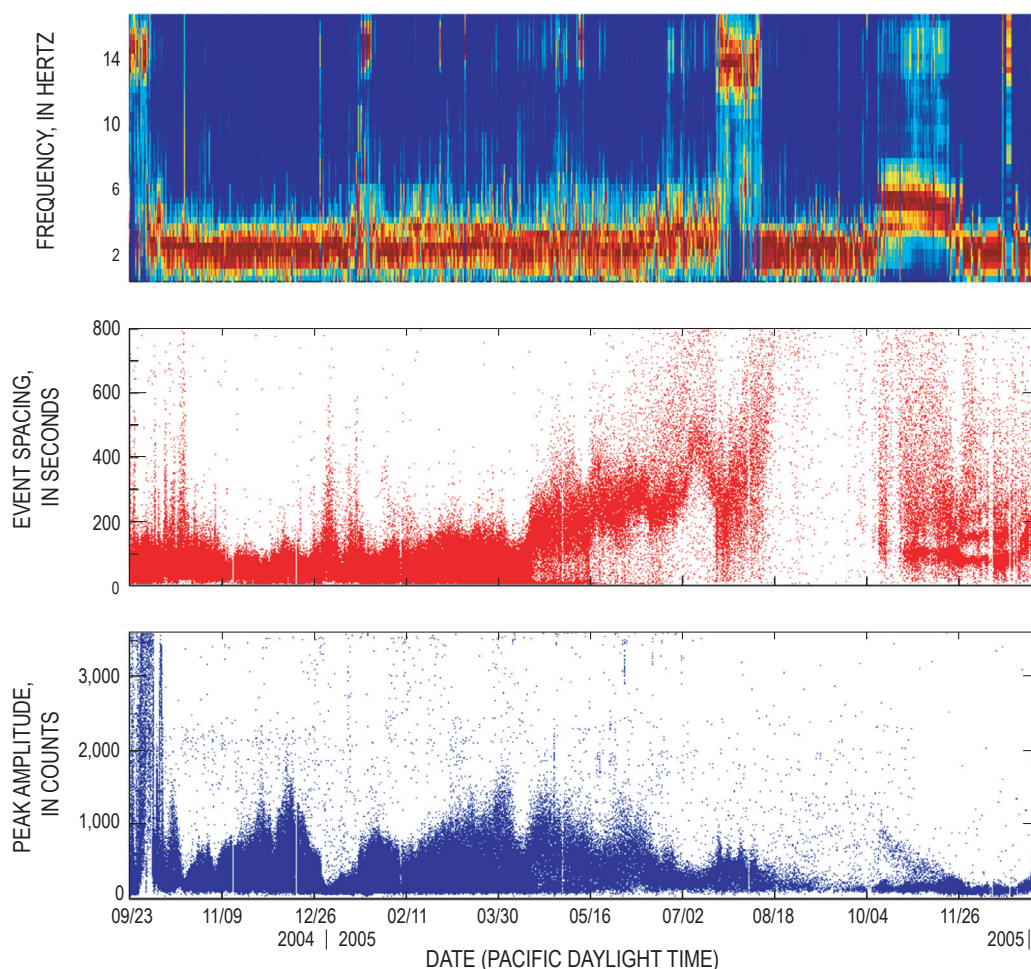 FREQUENCY, IN HERTZ
14
10
6
2
EVENT SPACING,
IN SECONDS
800
600
400
200
0
PEAK AMPLITUDE,
IN COUNTS
3,000
2,000
1,000
0
09/23 11/09 12/26 02/11 03/30 05/16 07/02 08/18 10/04 11/26
2004 | 2005 2005|
DATE (PACIFIC DAYLIGHT TIME)